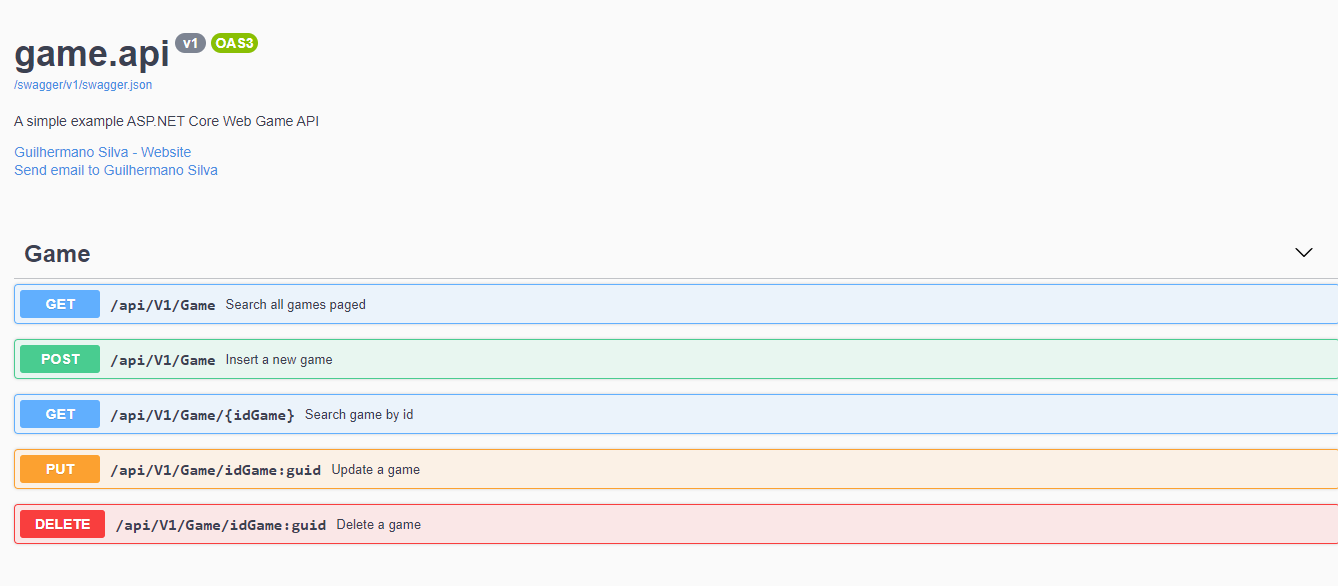 game.api v1 OAS3
/swagger/v1/swagger.json
A simple example ASP.NET Core Web Game API
Guilhermano Silva - Website
Send email to Guilhermano Silva
Game
GET /api/V1/Game Search all games paged
POST /api/V1/Game Insert a new game
GET /api/V1/Game/{idGame} Search game by id
PUT /api/V1/Game/idGame:guid Update a game
DELETE /api/V1/Game/idGame:guid Delete a game